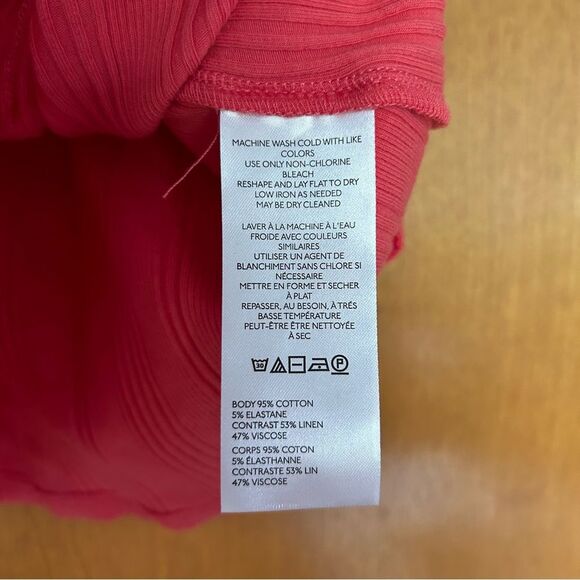 MACHINE WASH COLD WITH LIKE
COLORS
USE ONLY NON-CHLORINE
BLEACH
RESHAPE AND LAY FLAT TO DRY
LOW IRON AS NEEDED
MAY BE DRY CLEANED
LAVER À LA MACHINE À L'EAU
FROIDE AVEC COULEURS
SIMILAIRES
UTILISER UN AGENT DE
BLANCHIMENT SANS CHLORE SI
NÉCESSAIRE
METTRE EN FORME ET SECHER
À PLAT
REPASSER, AU BESOIN, À TRÉS
BASSE TEMPÉRATURE
PEUT-ÊTRE ÊTRE NETTOYÉE
À SEC
30 P
BODY 95% COTTON
5% ELASTANE
CONTRAST 53% LINEN
47% VISCOSE
CORPS 95% COTON
5% ÉLASTHANNE
CONTRASTE 53% LIN
47% VISCOSE